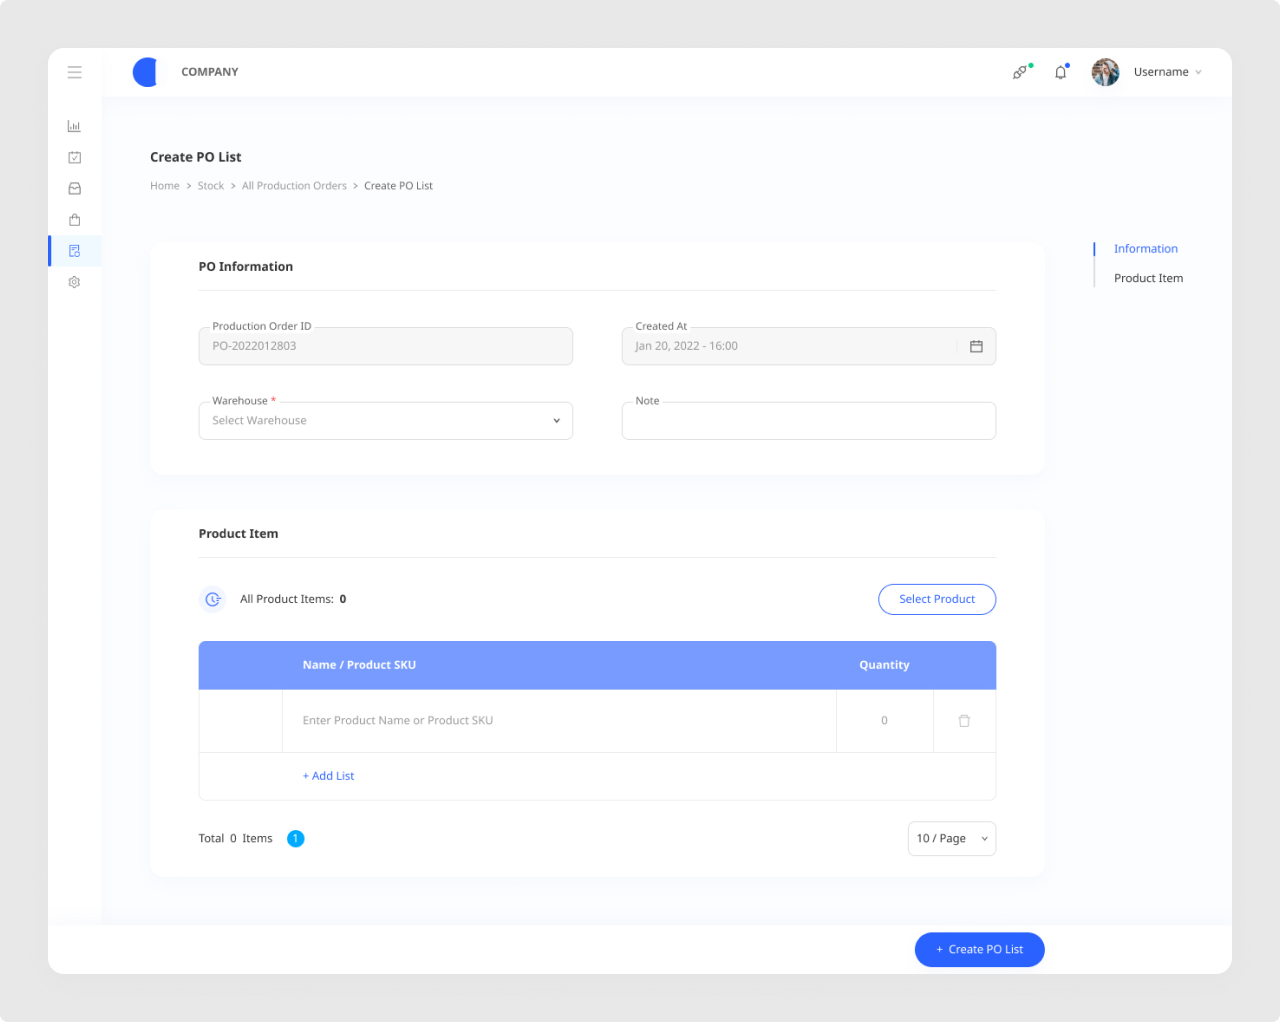 COMPANY
Username
Create PO List
Home > Stock > All Production Orders > Create PO List
Information
Product Item
PO Information
Production Order ID
PO-2022012803
Created At
Jan 20, 2022 - 16:00
Warehouse *
Select Warehouse
Note
Product Item
All Product Items: 0
Select Product
Name / Product SKU
Quantity
Enter Product Name or Product SKU
0
+ Add List
Total 0 Items 1
10 / Page
+ Create PO List